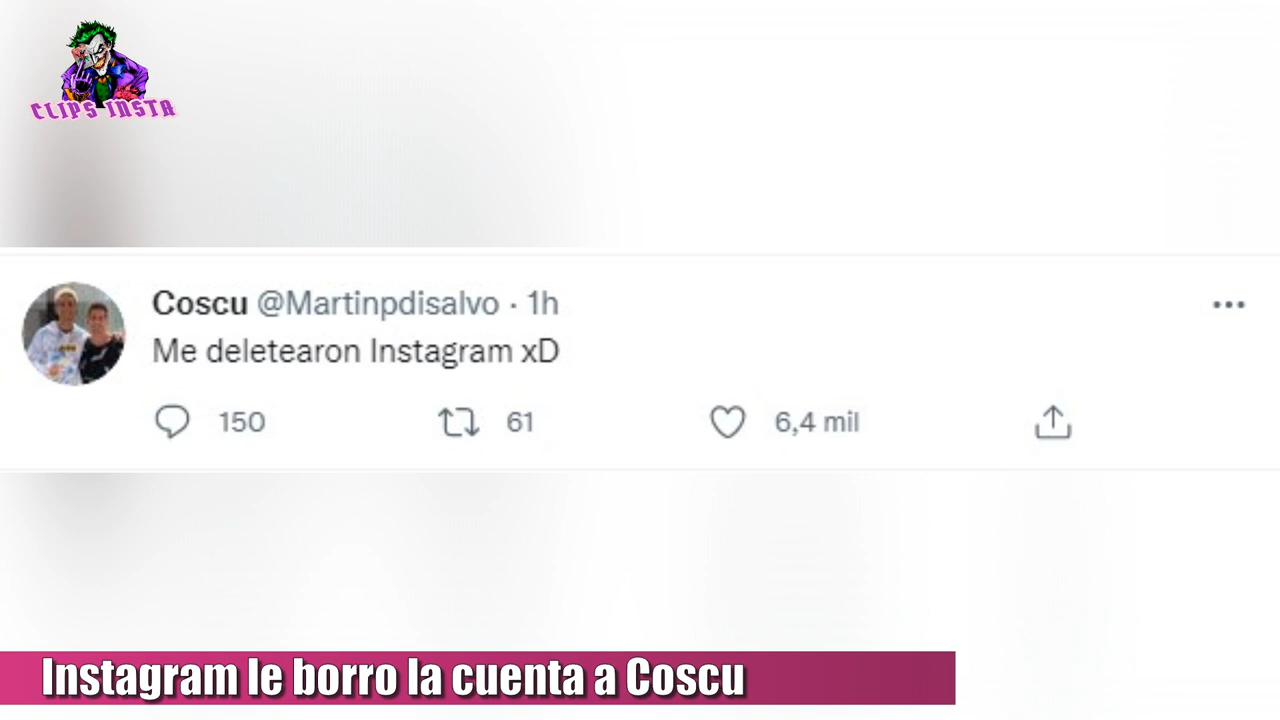 CLIPS INSTA
Coscu @Martinpdisalvo · 1h
Me deletearon Instagram xD
150 61 6,4 mil
Instagram le borro la cuenta a Coscu